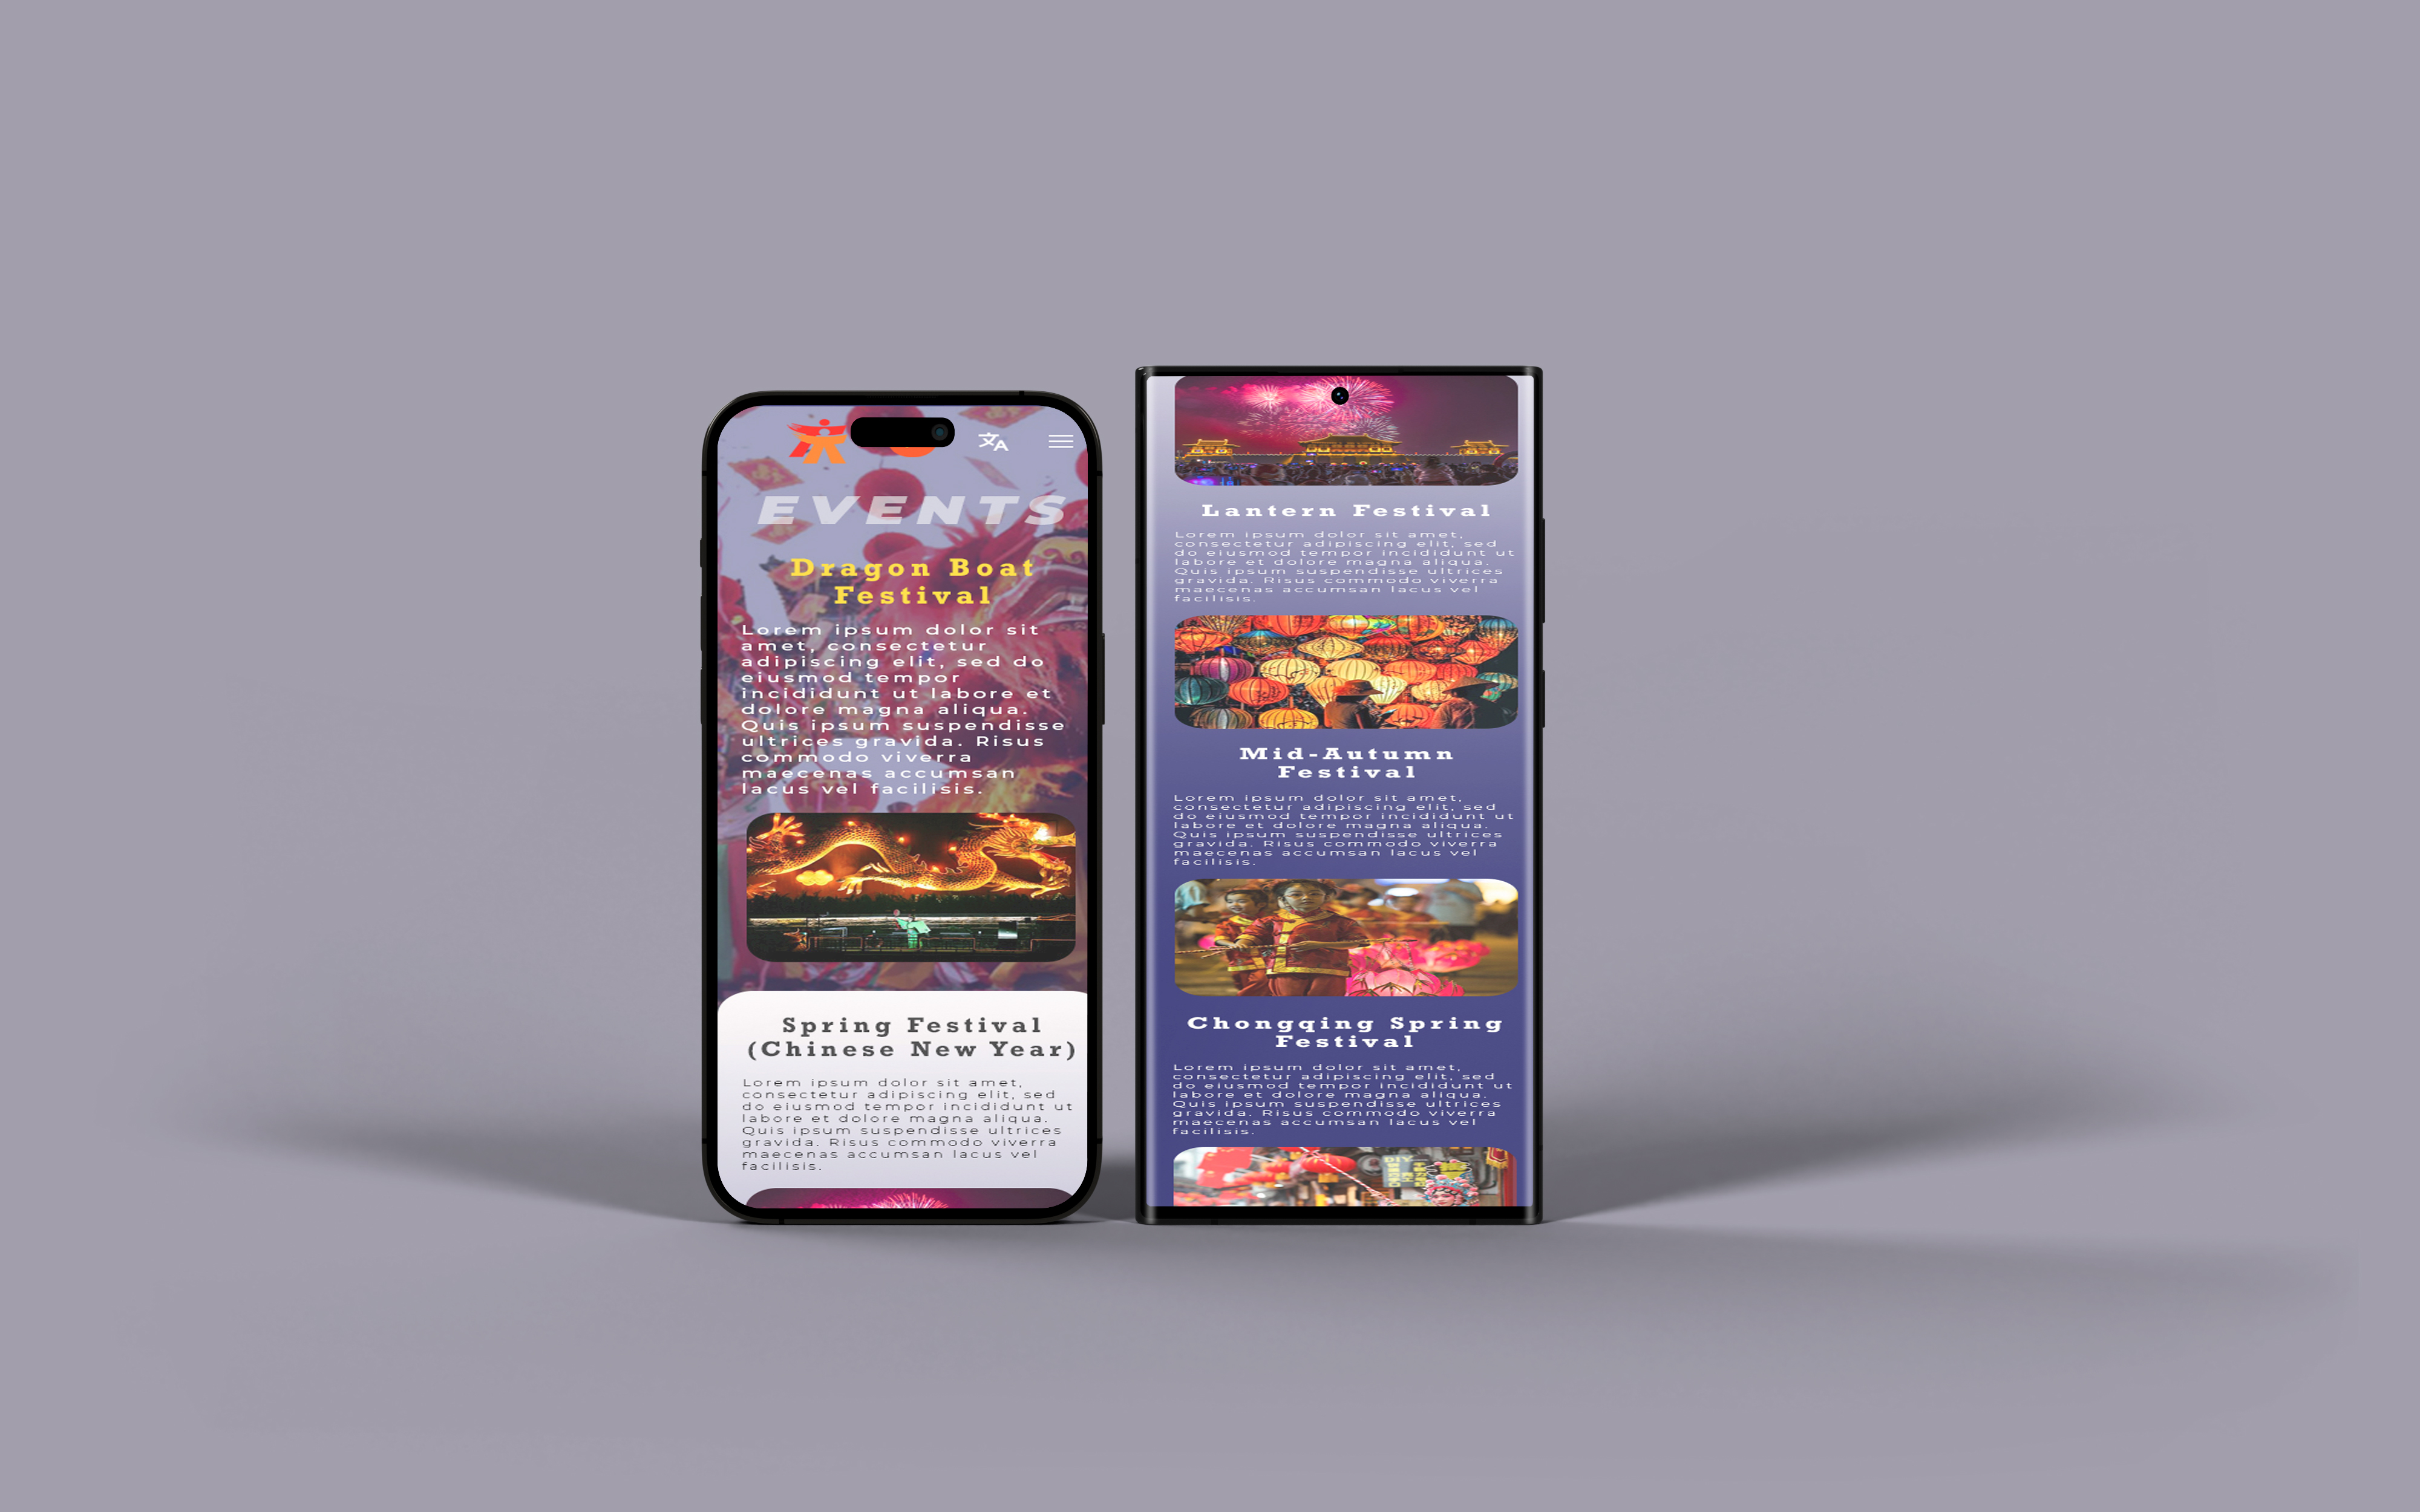 EVENTS
Dragon Boat
Festival
Lorem ipsum dolor sit
amet, consectetur
adipiscing elit, sed do
eiusmod tempor
incididunt ut labore et
dolore magna aliqua.
Quis ipsum suspendisse
ultrices gravida. Risus
commodo viverra
maecenas accumsan
lacus vel facilisis.
Spring Festival
(Chinese New Year)
Lorem ipsum dolor sit amet,
consectetur adipiscing elit, sed
do eiusmod tempor incididunt ut
labore et dolore magna aliqua.
Quis ipsum suspendisse ultrices
gravida. Risus commodo viverra
maecenas accumsan lacus vel
facilisis.
Lantern Festival
Lorem ipsum dolor sit amet,
consectetur adipiscing elit, sed
do eiusmod tempor incididunt ut
labore et dolore magna aliqua.
Quis ipsum suspendisse ultrices
gravida. Risus commodo viverra
maecenas accumsan lacus vel
facilisis.
Mid-Autumn
Festival
Lorem ipsum dolor sit amet,
consectetur adipiscing elit, sed
do eiusmod tempor incididunt ut
labore et dolore magna aliqua.
Quis ipsum suspendisse ultrices
gravida. Risus commodo viverra
maecenas accumsan lacus vel
facilisis.
Chongqing Spring
Festival
Lorem ipsum dolor sit amet,
consectetur adipiscing elit, sed
do eiusmod tempor incididunt ut
labore et dolore magna aliqua.
Quis ipsum suspendisse ultrices
gravida. Risus commodo viverra
maecenas accumsan lacus vel
facilisis.
DIY